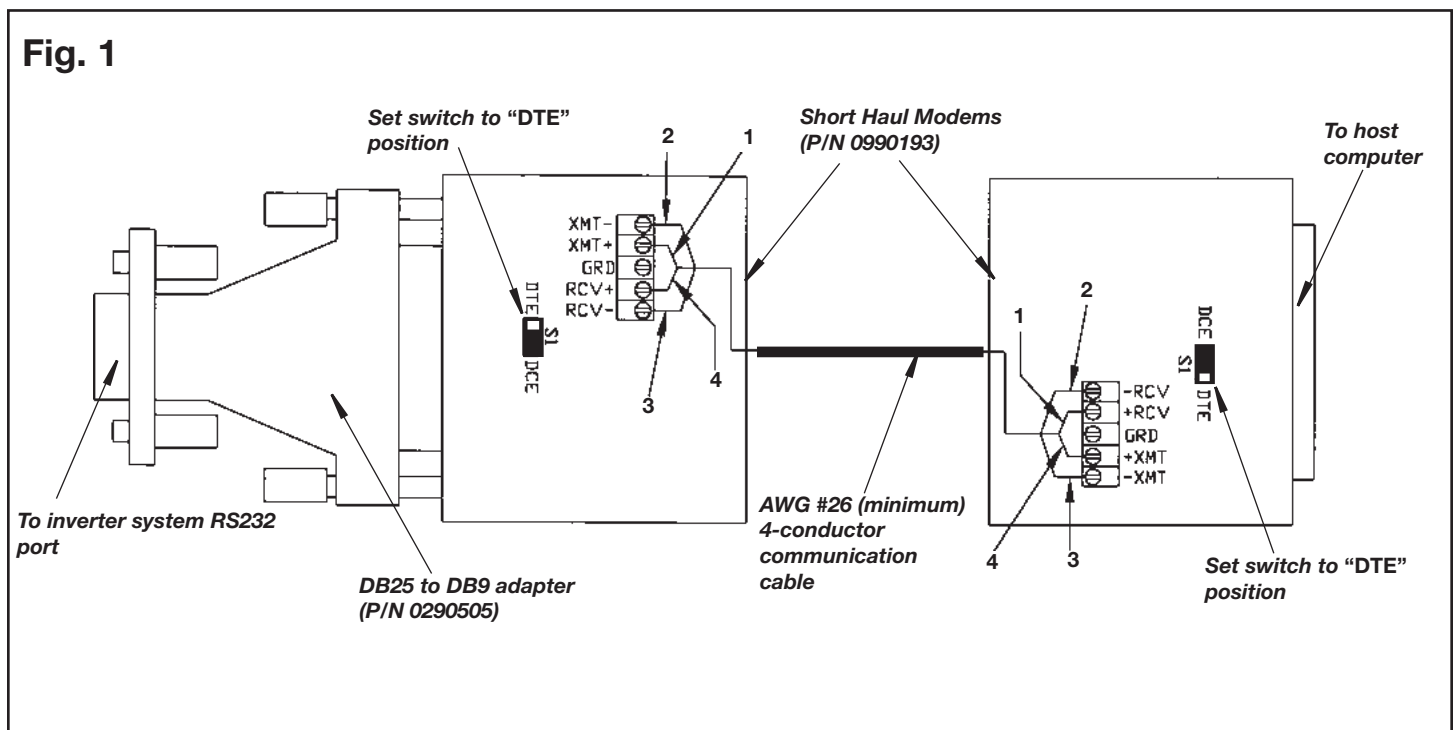 Fig. 1
Set switch to “DTE”
position
2
1
Short Haul Modems
(P/N 0990193)
To host
computer
XMT-
XMT+
GRD
RCV+
RCV-
DTE
S1
DCE
3
4
1
2
DCE
S1
DTE
-RCV
+RCV
GRD
+XMT
-XMT
4
3
To inverter system RS232
port
DB25 to DB9 adapter
(P/N 0290505)
AWG #26 (minimum)
4-conductor
communication
cable
Set switch to “DTE”
position